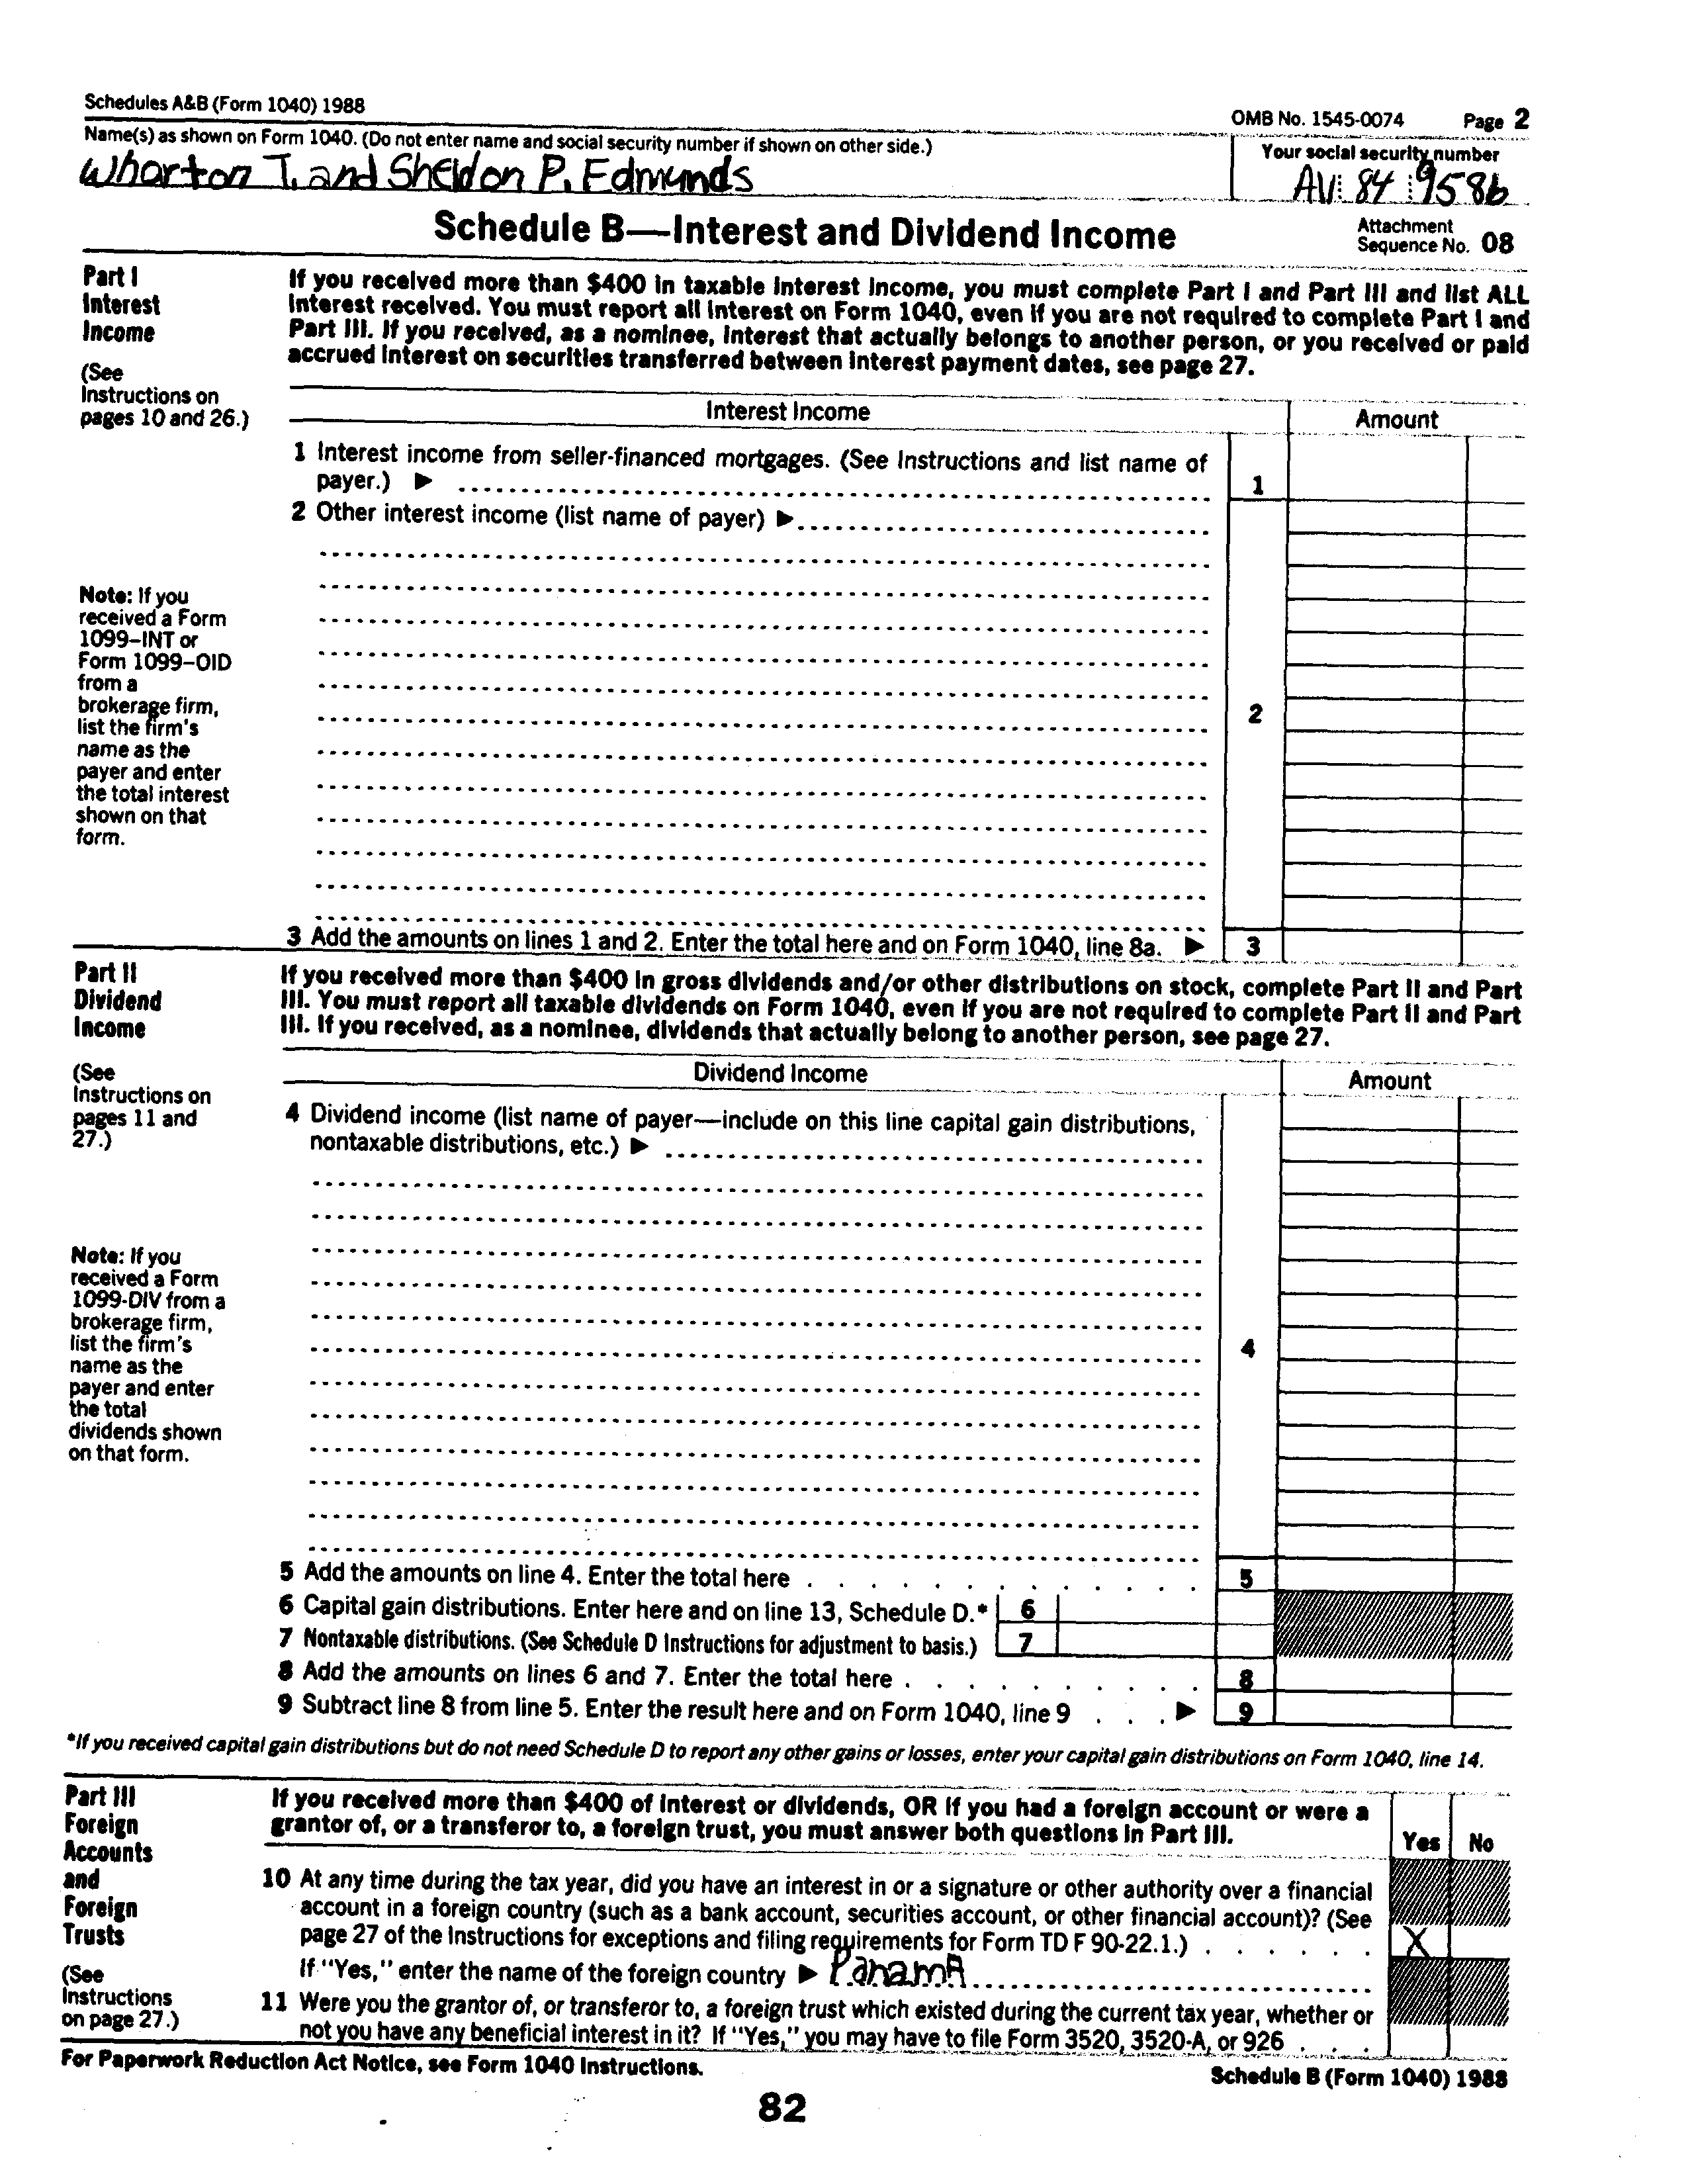 Schedules A&B (Form 1040) 1988
OMB No. 1545-0074 Page 2
Name(s) as shown on Form 1040. (Do not enter name and social security number if shown on other side.)
Your social security number
Wharton T. and Sheldon P. Edmunds
AV 84 9586
Schedule B—Interest and Dividend Income
Attachment
Sequence No. 08
Part I
Interest
Income
(See
Instructions on
pages 10 and 26.)
If you received more than $400 in taxable interest income, you must complete Part I and Part III and list ALL
interest received. You must report all interest on Form 1040, even if you are not required to complete Part I and
Part III. If you received, as a nominee, interest that actually belongs to another person, or you received or paid
accrued interest on securities transferred between interest payment dates, see page 27.
Interest Income
Amount
1 Interest income from seller-financed mortgages. (See Instructions and list name of
payer.) ▶
1
2 Other interest income (list name of payer) ▶
Note: If you
received a Form
1099–INT or
Form 1099–OID
from a
brokerage firm,
list the firm's
name as the
payer and enter
the total interest
shown on that
form.
2
3 Add the amounts on lines 1 and 2. Enter the total here and on Form 1040, line 8a. ▶ 3
Part II
Dividend
Income
(See
Instructions on
pages 11 and
27.)
If you received more than $400 in gross dividends and/or other distributions on stock, complete Part II and Part
III. You must report all taxable dividends on Form 1040, even if you are not required to complete Part II and Part
III. If you received, as a nominee, dividends that actually belong to another person, see page 27.
Dividend Income
Amount
4 Dividend income (list name of payer—include on this line capital gain distributions,
nontaxable distributions, etc.) ▶
Note: If you
received a Form
1099-DIV from a
brokerage firm,
list the firm's
name as the
payer and enter
the total
dividends shown
on that form.
4
5 Add the amounts on line 4. Enter the total here . . . . . . . . . . . . 5
6 Capital gain distributions. Enter here and on line 13, Schedule D.* 6
7 Nontaxable distributions. (See Schedule D Instructions for adjustment to basis.) 7
8 Add the amounts on lines 6 and 7. Enter the total here . . . . . . . . . . 8
9 Subtract line 8 from line 5. Enter the result here and on Form 1040, line 9 . . . ▶ 9
*If you received capital gain distributions but do not need Schedule D to report any other gains or losses, enter your capital gain distributions on Form 1040, line 14.
Part III
Foreign
Accounts
and
Foreign
Trusts
(See
Instructions
on page 27.)
If you received more than $400 of interest or dividends, OR if you had a foreign account or were a
grantor of, or a transferor to, a foreign trust, you must answer both questions in Part III.
Yes No
10 At any time during the tax year, did you have an interest in or a signature or other authority over a financial
account in a foreign country (such as a bank account, securities account, or other financial account)? (See
page 27 of the Instructions for exceptions and filing requirements for Form TD F 90-22.1.) . . . . . . X
If "Yes," enter the name of the foreign country ▶ Panama
11 Were you the grantor of, or transferor to, a foreign trust which existed during the current tax year, whether or
not you have any beneficial interest in it? If "Yes," you may have to file Form 3520, 3520-A, or 926 . . .
For Paperwork Reduction Act Notice, see Form 1040 Instructions.
Schedule B (Form 1040) 1988
82